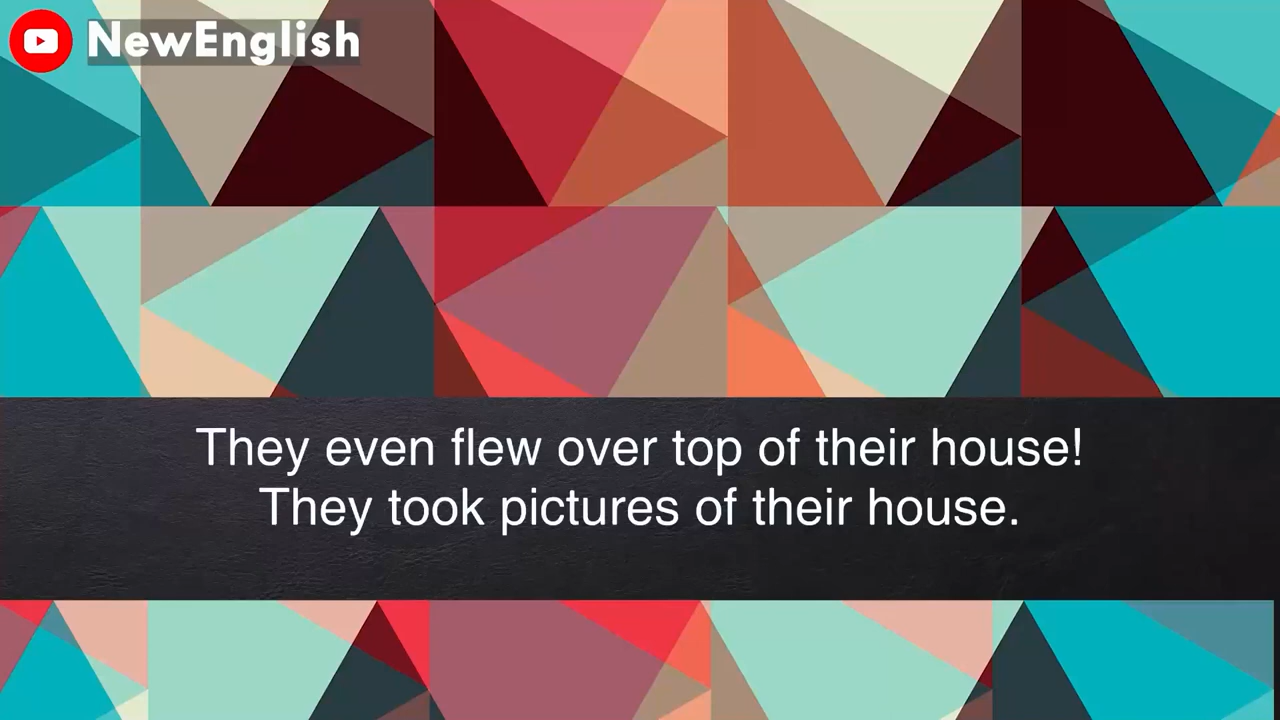 NewEnglish
They even flew over top of their house!
They took pictures of their house.